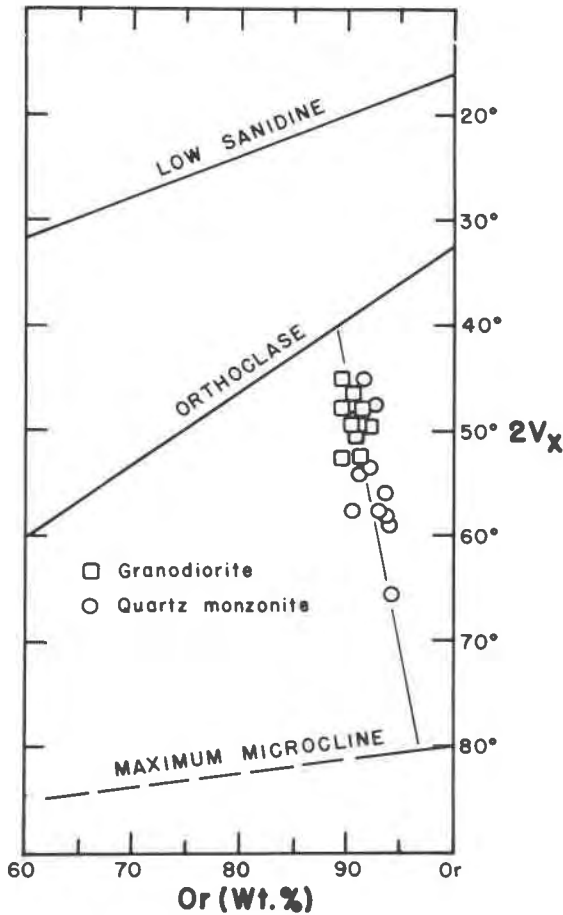 20°
LOW SANIDINE
30°
40°
ORTHOCLASE
50° 2Vx
60°
Granodiorite
Quartz monzonite
70°
MAXIMUM MICROCLINE
80°
60 70 80 90 Or
Or (Wt.%)